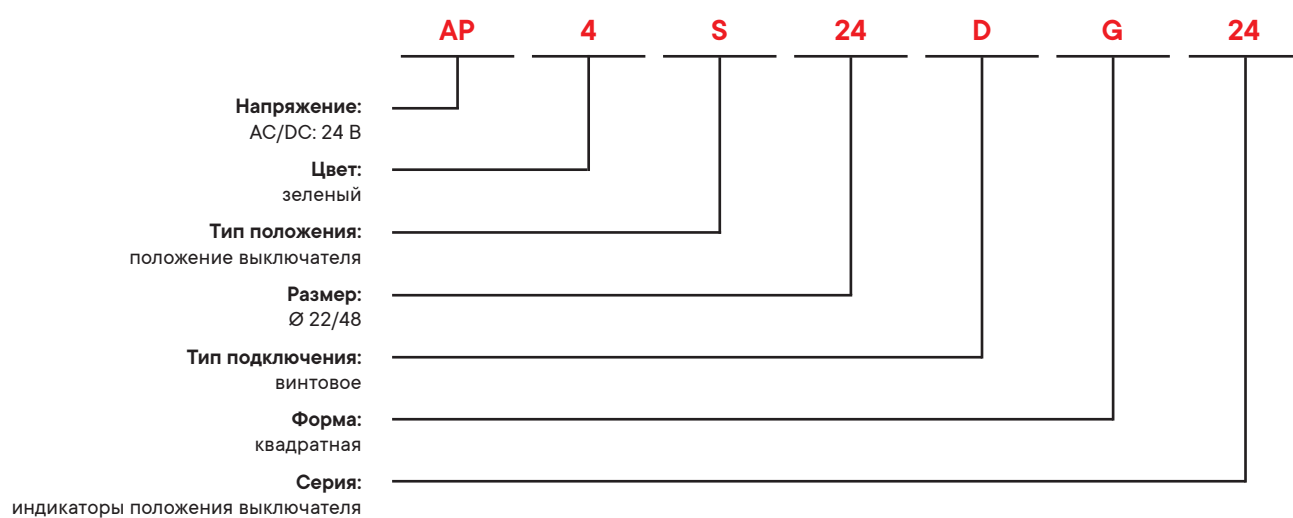 AP 4 S 24 D G 24
Напряжение:
AC/DC: 24 В
Цвет:
зеленый
Тип положения:
положение выключателя
Размер:
Ø 22/48
Тип подключения:
винтовое
Форма:
квадратная
Серия:
индикаторы положения выключателя